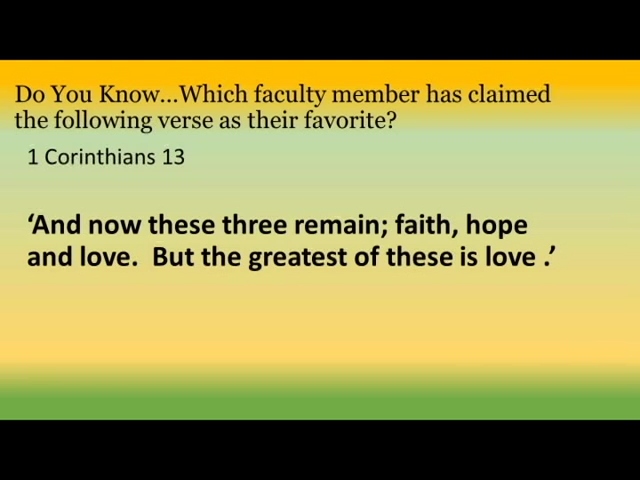 Do You Know...Which faculty member has claimed
the following verse as their favorite?
1 Corinthians 13
‘And now these three remain; faith, hope
and love.  But the greatest of these is love .’